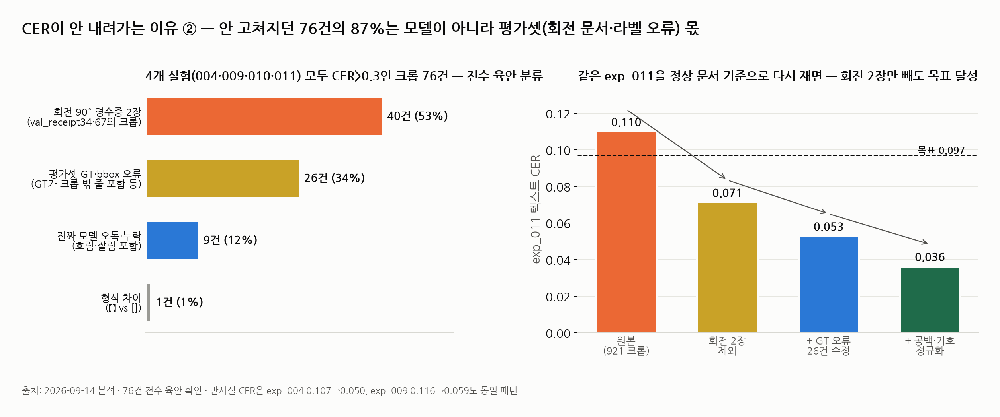 CER이 안 내려가는 이유 ② — 안 고쳐지던 76건의 87%는 모델이 아니라 평가셋(회전 문서·라벨 오류) 몫
4개 실험(004·009·010·011) 모두 CER>0.3인 크롭 76건 — 전수 육안 분류
회전 90° 영수증 2장
(val_receipt34·67의 크롭)
40건 (53%)
평가셋 GT·bbox 오류
(GT가 크롭 밖 줄 포함 등)
26건 (34%)
진짜 모델 오독·누락
(흐림·잘림 포함)
9건 (12%)
형식 차이
(【】 vs [])
1건 (1%)
같은 exp_011을 정상 문서 기준으로 다시 재면 — 회전 2장만 빼도 목표 달성
exp_011 텍스트 CER
0.12
0.10
0.08
0.06
0.04
0.02
0.00
목표 0.097
0.110
0.071
0.053
0.036
원본
(921 크롭)
회전 2장
제외
+ GT 오류
26건 수정
+ 공백·기호
정규화
출처: 2026-09-14 분석 · 76건 전수 육안 확인 · 반사실 CER은 exp_004 0.107→0.050, exp_009 0.116→0.059도 동일 패턴